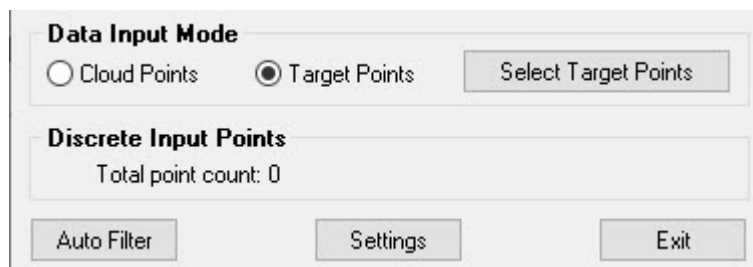 Data Input Mode
Cloud Points Target Points Select Target Points
Discrete Input Points
Total point count: 0
Auto Filter Settings Exit